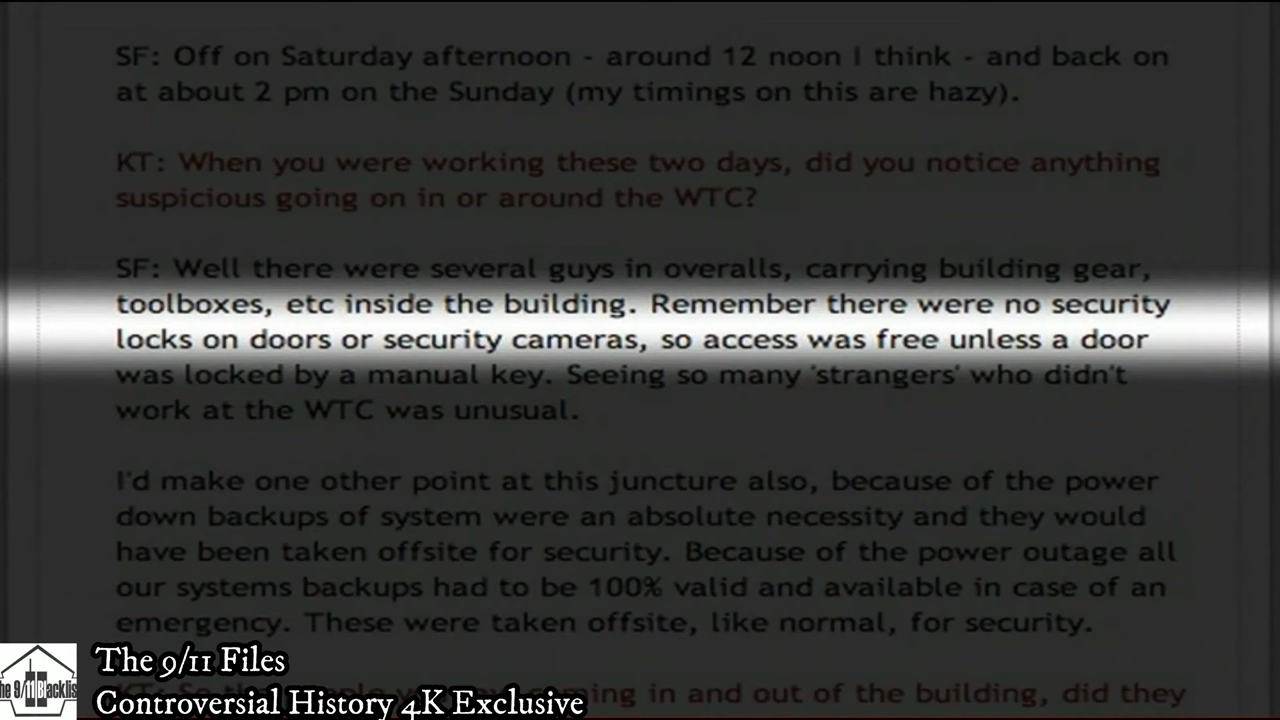 SF: Off on Saturday afternoon - around 12 noon I think - and back on
at about 2 pm on the Sunday (my timings on this are hazy).
KT: When you were working these two days, did you notice anything
suspicious going on in or around the WTC?
SF: Well there were several guys in overalls, carrying building gear,
toolboxes, etc inside the building. Remember there were no security
locks on doors or security cameras, so access was free unless a door
was locked by a manual key. Seeing so many 'strangers' who didn't
work at the WTC was unusual.
I'd make one other point at this juncture also, because of the power
down backups of system were an absolute necessity and they would
have been taken offsite for security. Because of the power outage all
our systems backups had to be 100% valid and available in case of an
emergency. These were taken offsite, like normal, for security.
coming in and out of the building, did they
The 9/11 Files
Controversial History 4K Exclusive
he 9/11 Blacklis